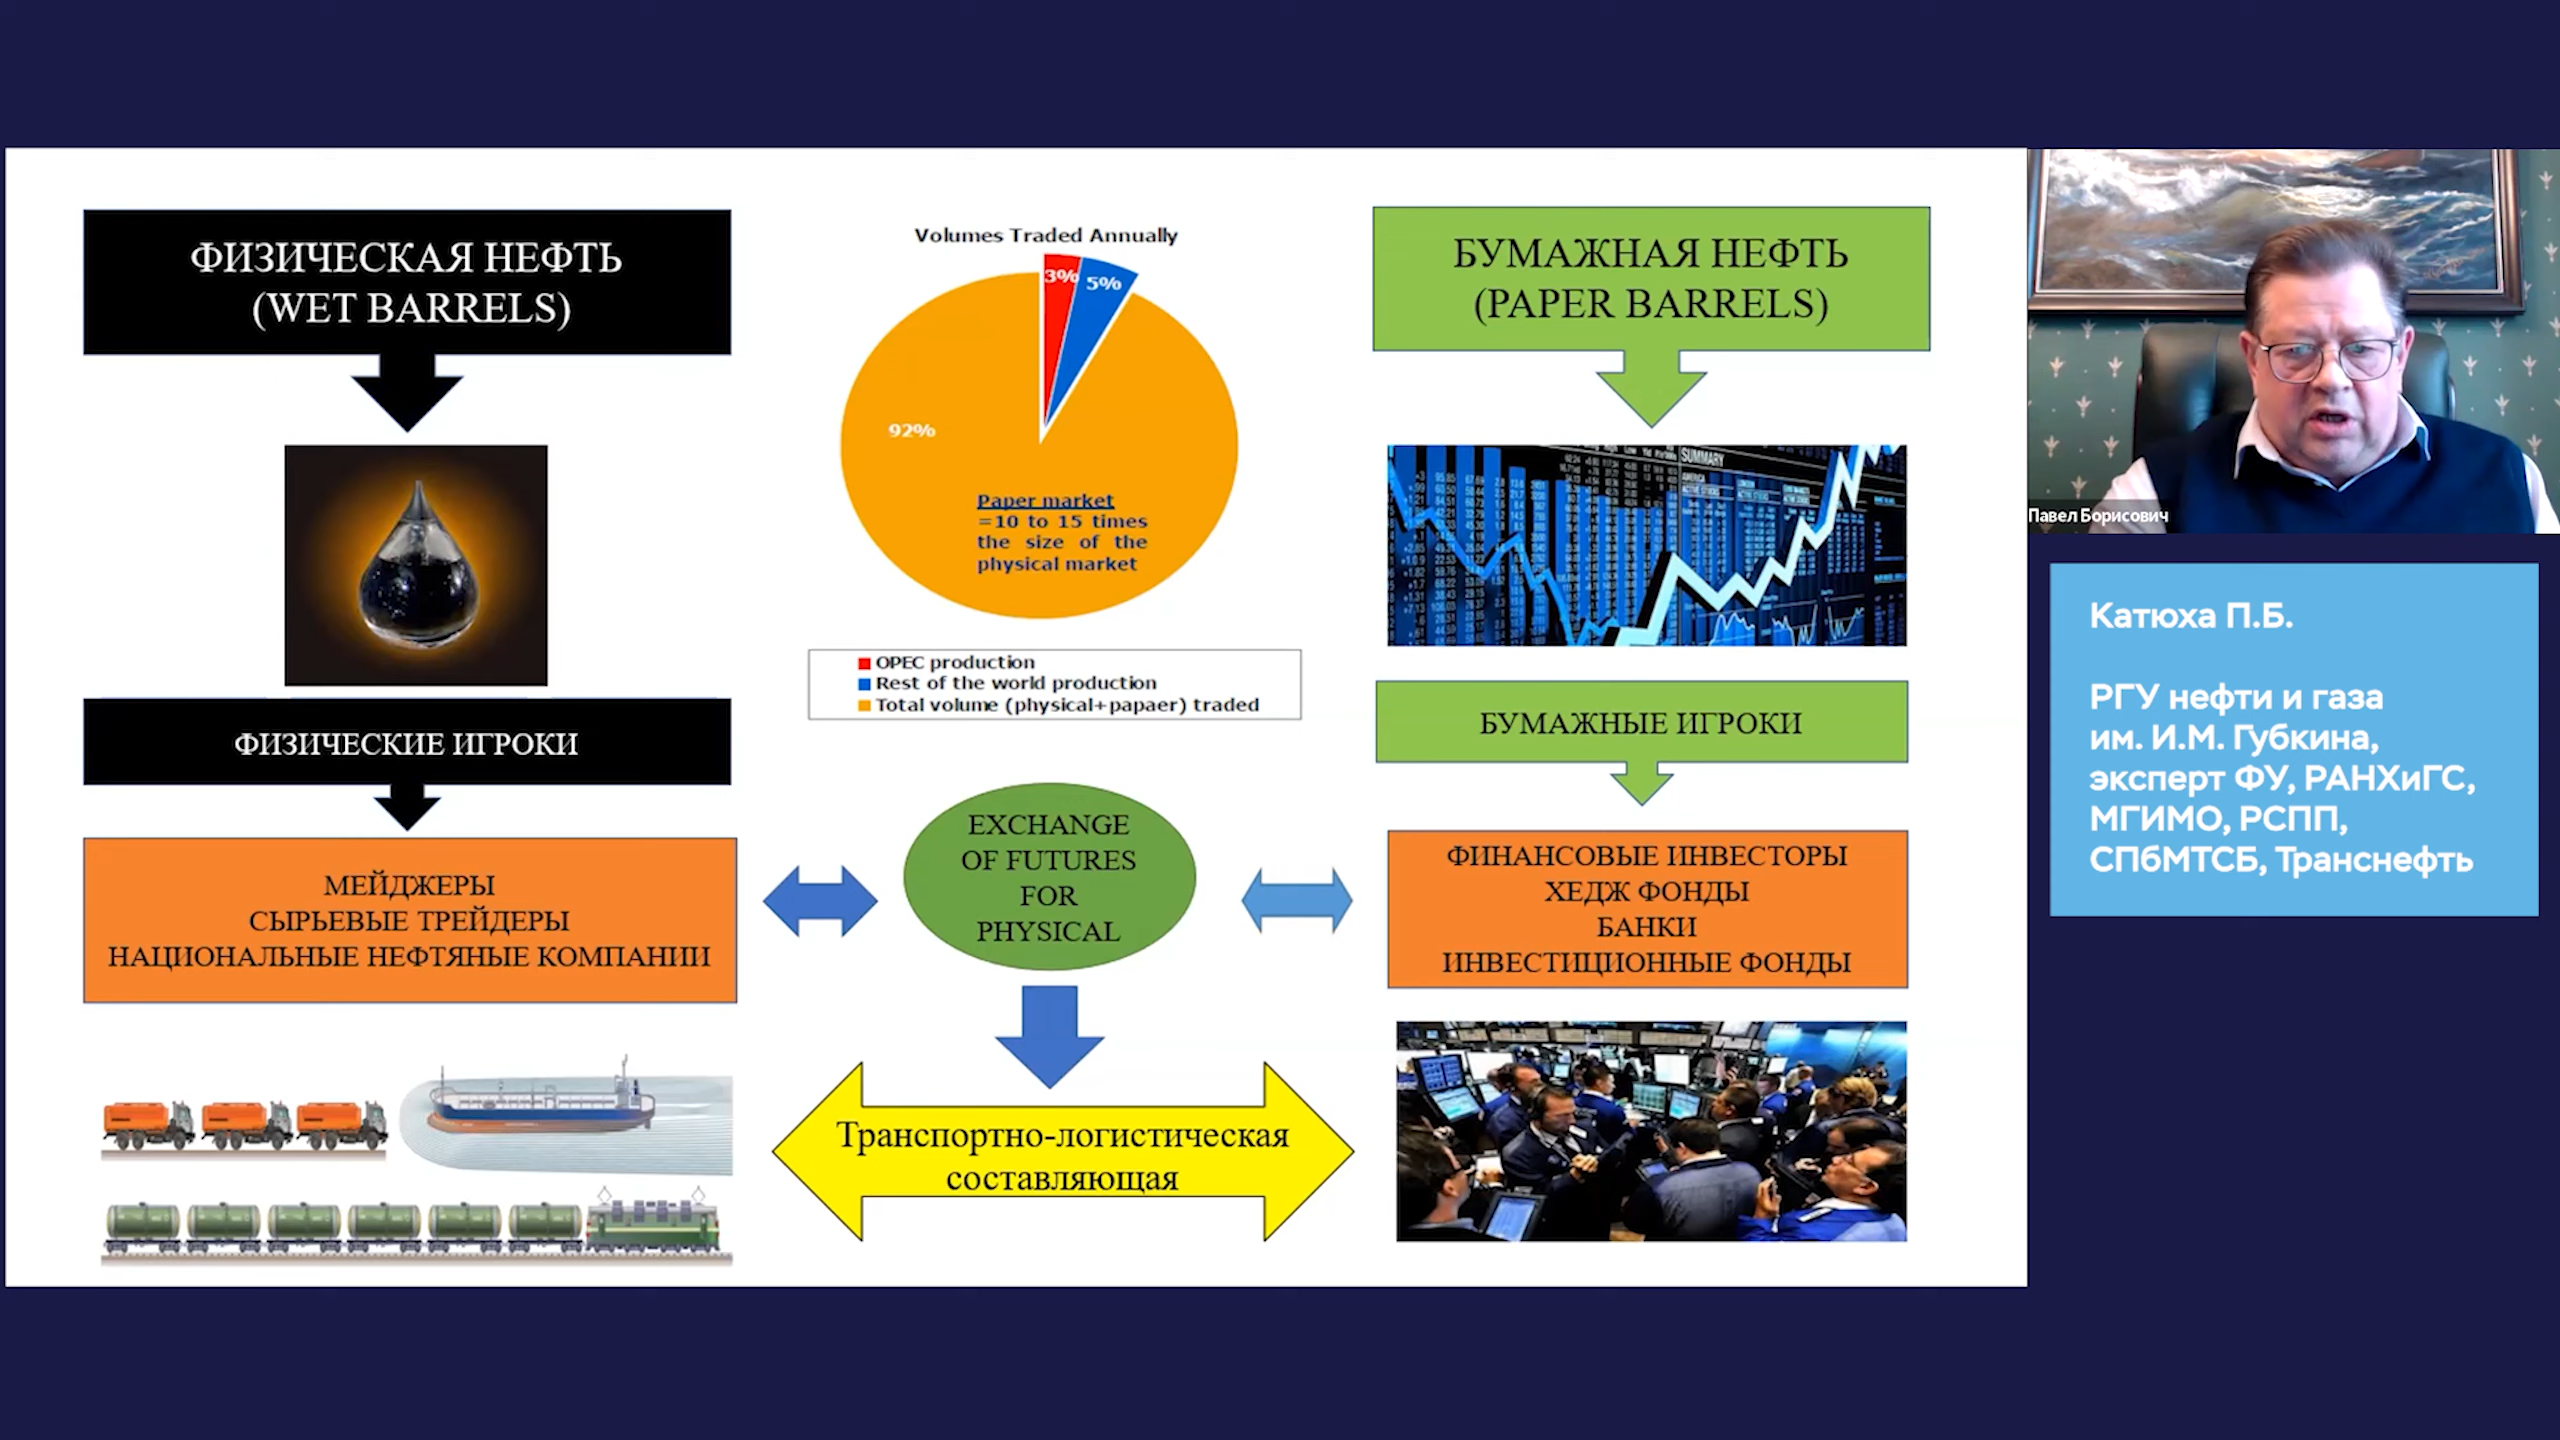 ФИЗИЧЕСКАЯ НЕФТЬ
(WET BARRELS)
ФИЗИЧЕСКИЕ ИГРОКИ
МЕЙДЖЕРЫ
СЫРЬЕВЫЕ ТРЕЙДЕРЫ
НАЦИОНАЛЬНЫЕ НЕФТЯНЫЕ КОМПАНИИ
Volumes Traded Annually
3%
5%
92%
Paper market
=10 to 15 times
the size of the
physical market
OPEC production
Rest of the world production
Total volume (physical+papaer) traded
EXCHANGE
OF FUTURES
FOR
PHYSICAL
Транспортно-логистическая
составляющая
БУМАЖНАЯ НЕФТЬ
(PAPER BARRELS)
SUMMARY
БУМАЖНЫЕ ИГРОКИ
ФИНАНСОВЫЕ ИНВЕСТОРЫ
ХЕДЖ ФОНДЫ
БАНКИ
ИНВЕСТИЦИОННЫЕ ФОНДЫ
Павел Борисович
Катюха П.Б.
РГУ нефти и газа
им. И.М. Губкина,
эксперт ФУ, РАНХиГС,
МГИМО, РСПП,
СПбМТСБ, Транснефть